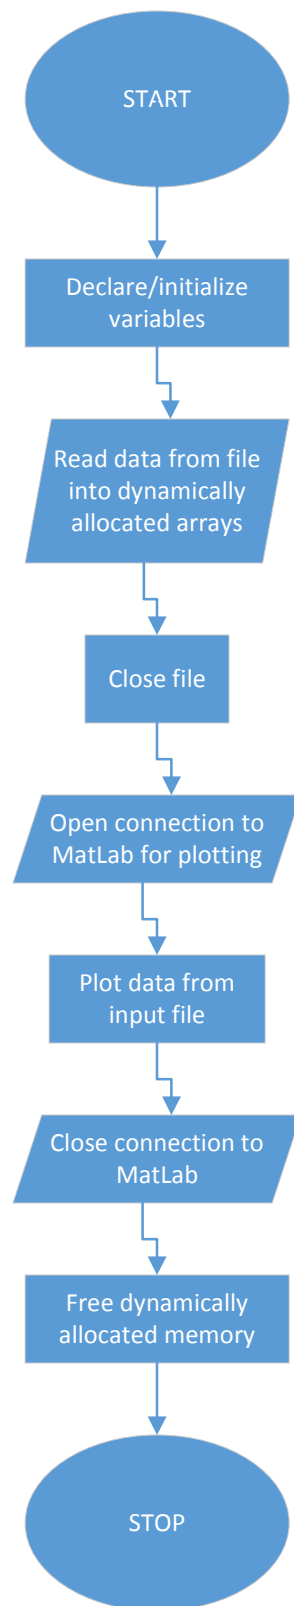 START
Declare/initialize
variables
Read data from file
into dynamically
allocated arrays
Close file
Open connection to
MatLab for plotting
Plot data from
input file
Close connection to
MatLab
Free dynamically
allocated memory
STOP